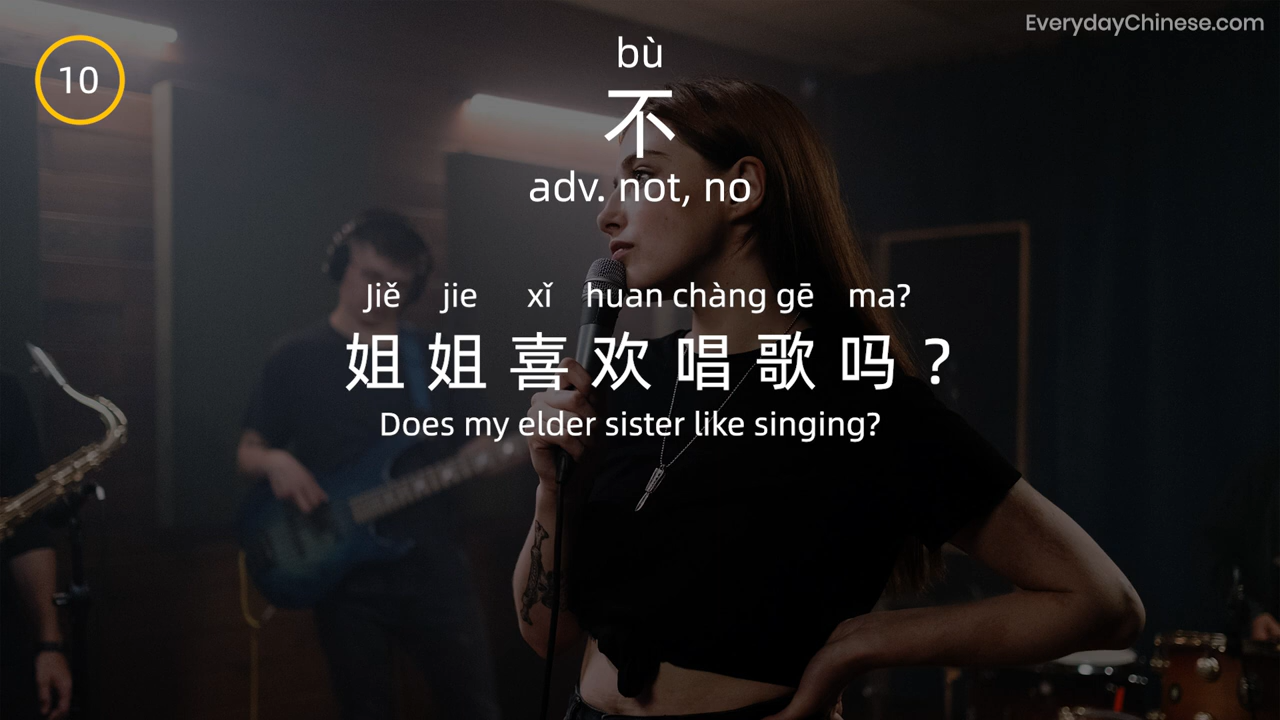 EverydayChinese.com
10
bù
不
adv. not, no
Jiě jie xǐ huan chàng gē ma?
姐姐喜欢唱歌吗?
Does my elder sister like singing?